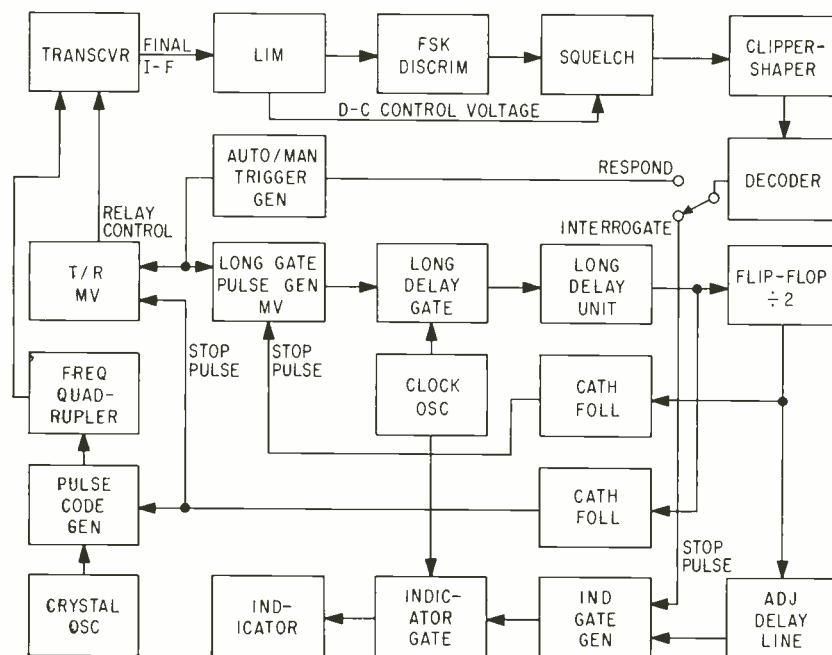 TRANSCVR
FINAL
I-F
LIM
FSK
DISCRIM
SQUELCH
CLIPPER-
SHAPER
D-C CONTROL VOLTAGE
AUTO/MAN
TRIGGER
GEN
RESPOND
DECODER
INTERROGATE
RELAY
CONTROL
T/R
MV
LONG GATE
PULSE GEN
MV
LONG
DELAY
GATE
LONG
DELAY
UNIT
FLIP-FLOP
÷2
STOP
PULSE
STOP
PULSE
FREQ
QUAD-
RUPLER
CLOCK
OSC
CATH
FOLL
PULSE
CODE
GEN
CATH
FOLL
STOP
PULSE
CRYSTAL
OSC
IND-
ICATOR
INDIC-
ATOR
GATE
IND
GATE
GEN
ADJ
DELAY
LINE